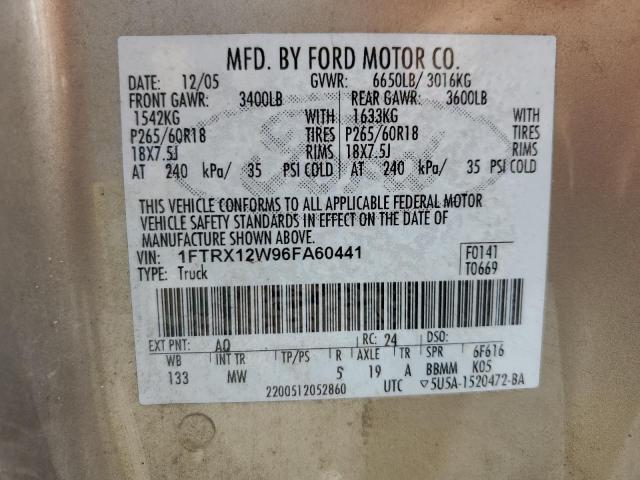 MFD. BY FORD MOTOR CO.
DATE: 12/05 GVWR: 6650LB/ 3016KG
FRONT GAWR: 3400LB REAR GAWR: 3600LB
1542KG WITH 1633KG WITH
P265/60R18 TIRES P265/60R18 TIRES
18X7.5J RIMS 18X7.5J RIMS
AT 240 kPa/ 35 PSI COLD AT 240 kPa/ 35 PSI COLD
THIS VEHICLE CONFORMS TO ALL APPLICABLE FEDERAL MOTOR
VEHICLE SAFETY STANDARDS IN EFFECT ON THE DATE OF
MANUFACTURE SHOWN ABOVE.
VIN: 1FTRX12W96FA60441 F0141
TYPE: Truck T0669
EXT PNT: AQ RC: 24 DSO:
WB INT TR TP/PS R AXLE TR SPR 6F616
133 MW 5 19 A BBMM K05
2200512052860 UTC ▽5U5A-1520472-BA